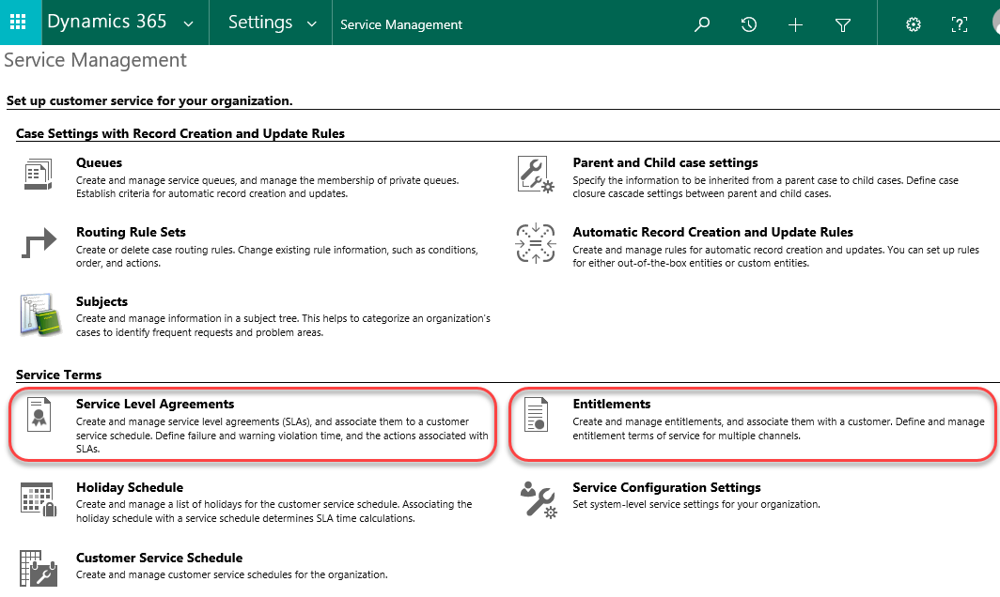 Dynamics 365
Settings
Service Management
Service Management
Set up customer service for your organization.
Case Settings with Record Creation and Update Rules
Queues
Create and manage service queues, and manage the membership of private queues.
Establish criteria for automatic record creation and updates.
Parent and Child case settings
Specify the information to be inherited from a parent case to child cases. Define case
closure cascade settings between parent and child cases.
Routing Rule Sets
Create or delete case routing rules. Change existing rule information, such as conditions,
order, and actions.
Automatic Record Creation and Update Rules
Create and manage rules for automatic record creation and updates. You can set up rules
for either out-of-the-box entities or custom entities.
Subjects
Create and manage information in a subject tree. This helps to categorize an organization's
cases to identify frequent requests and problem areas.
Service Terms
Service Level Agreements
Create and manage service level agreements (SLAs), and associate them to a customer
service schedule. Define failure and warning violation time, and the actions associated with
SLAs.
Entitlements
Create and manage entitlements, and associate them with a customer. Define and manage
entitlement terms of service for multiple channels.
Holiday Schedule
Create and manage a list of holidays for the customer service schedule. Associating the
holiday schedule with a service schedule determines SLA time calculations.
Service Configuration Settings
Set system-level service settings for your organization.
Customer Service Schedule
Create and manage customer service schedules for the organization.